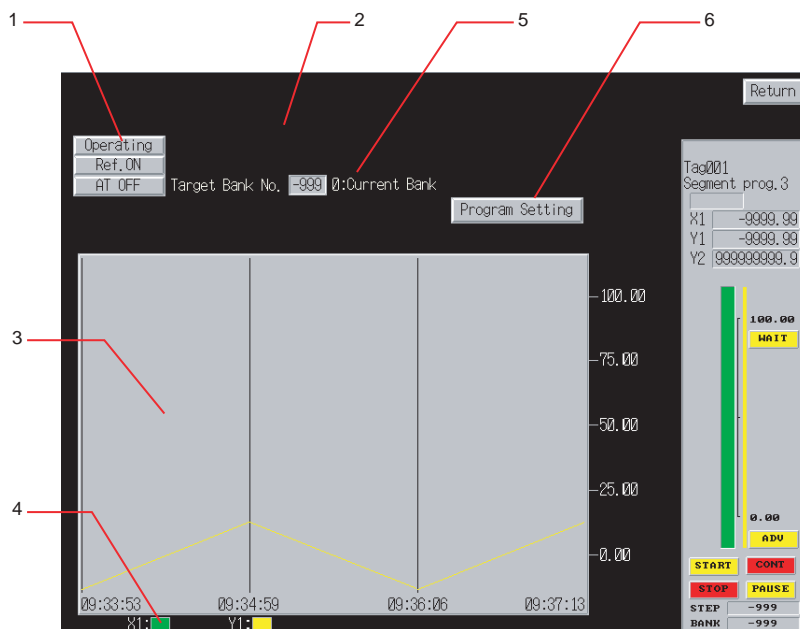 1
2
5
6
Return
Operating
Ref.ON
AT OFF
Target Bank No. -999 0:Current Bank
Program Setting
Tag001
Segment prog.3
X1 -9999.99
Y1 -9999.99
Y2 999999999.9
100.00
75.00
50.00
25.00
0.00
3
09:33:53 09:34:59 09:36:06 09:37:13
4
X1: Y1:
100.00
WAIT
0.00
ADV
START CONT
STOP PAUSE
STEP -999
BANK -999